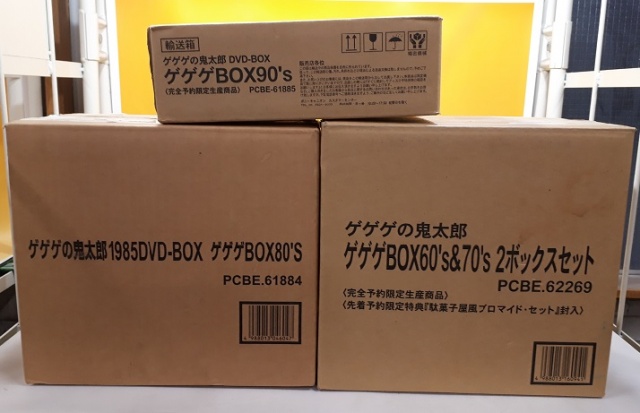 輸送箱
ゲゲゲの鬼太郎 DVD-BOX
ゲゲゲBOX90's
〈完全予約限定生産商品〉 PCBE-61885
ゲゲゲの鬼太郎1985DVD-BOX ゲゲゲBOX80'S
PCBE.61884
ゲゲゲの鬼太郎
ゲゲゲBOX60's&70's 2ボックスセット
PCBE.62269
〈完全予約限定生産商品〉
〈先着予約限定特典『駄菓子屋風ブロマイド・セット』封入〉